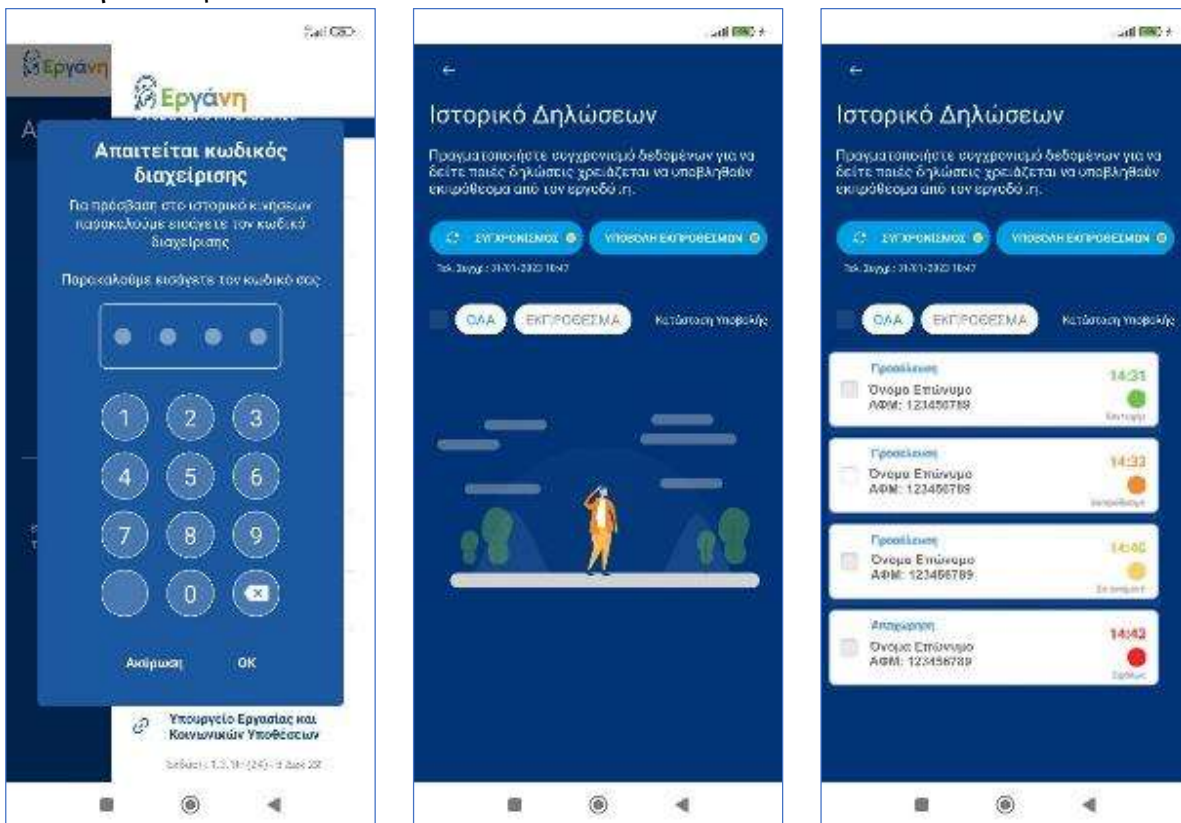 Εργάνη
Εργάνη
Απαιτείται κωδικός
διαχείρισης
Για πρόσβαση στο ιστορικό κινήσεων
παρακαλούμε εισάγετε τον κωδικό
διαχείρισης
Παρακαλούμε εισάγετε τον κωδικό σας
1 2 3
4 5 6
7 8 9
0
Ακύρωση OK
Υπουργείο Εργασίας και
Κοινωνικών Υποθέσεων
Ιστορικό Δηλώσεων
Πραγματοποιήστε συγχρονισμό δεδομένων για να
δείτε ποιές δηλώσεις χρειάζεται να υποβληθούν
εκπρόθεσμα από τον εργοδότη.
ΣΥΓΧΡΟΝΙΣΜΟΣ ΥΠΟΒΟΛΗ ΕΚΠΡΟΘΕΣΜΩΝ
ΟΛΑ ΕΚΠΡΟΘΕΣΜΑ Κατάσταση Υποβολής
Ιστορικό Δηλώσεων
Πραγματοποιήστε συγχρονισμό δεδομένων για να
δείτε ποιές δηλώσεις χρειάζεται να υποβληθούν
εκπρόθεσμα από τον εργοδότη.
ΣΥΓΧΡΟΝΙΣΜΟΣ ΥΠΟΒΟΛΗ ΕΚΠΡΟΘΕΣΜΩΝ
ΟΛΑ ΕΚΠΡΟΘΕΣΜΑ Κατάσταση Υποβολής
Προσέλευση 14:31
Όνομα Επώνυμο
ΑΦΜ: 123456789
Προσέλευση 14:33
Όνομα Επώνυμο
ΑΦΜ: 123456789
Προσέλευση
Όνομα Επώνυμο
ΑΦΜ: 123456789
Αποχώρηση 14:42
Όνομα Επώνυμο
ΑΦΜ: 123456789